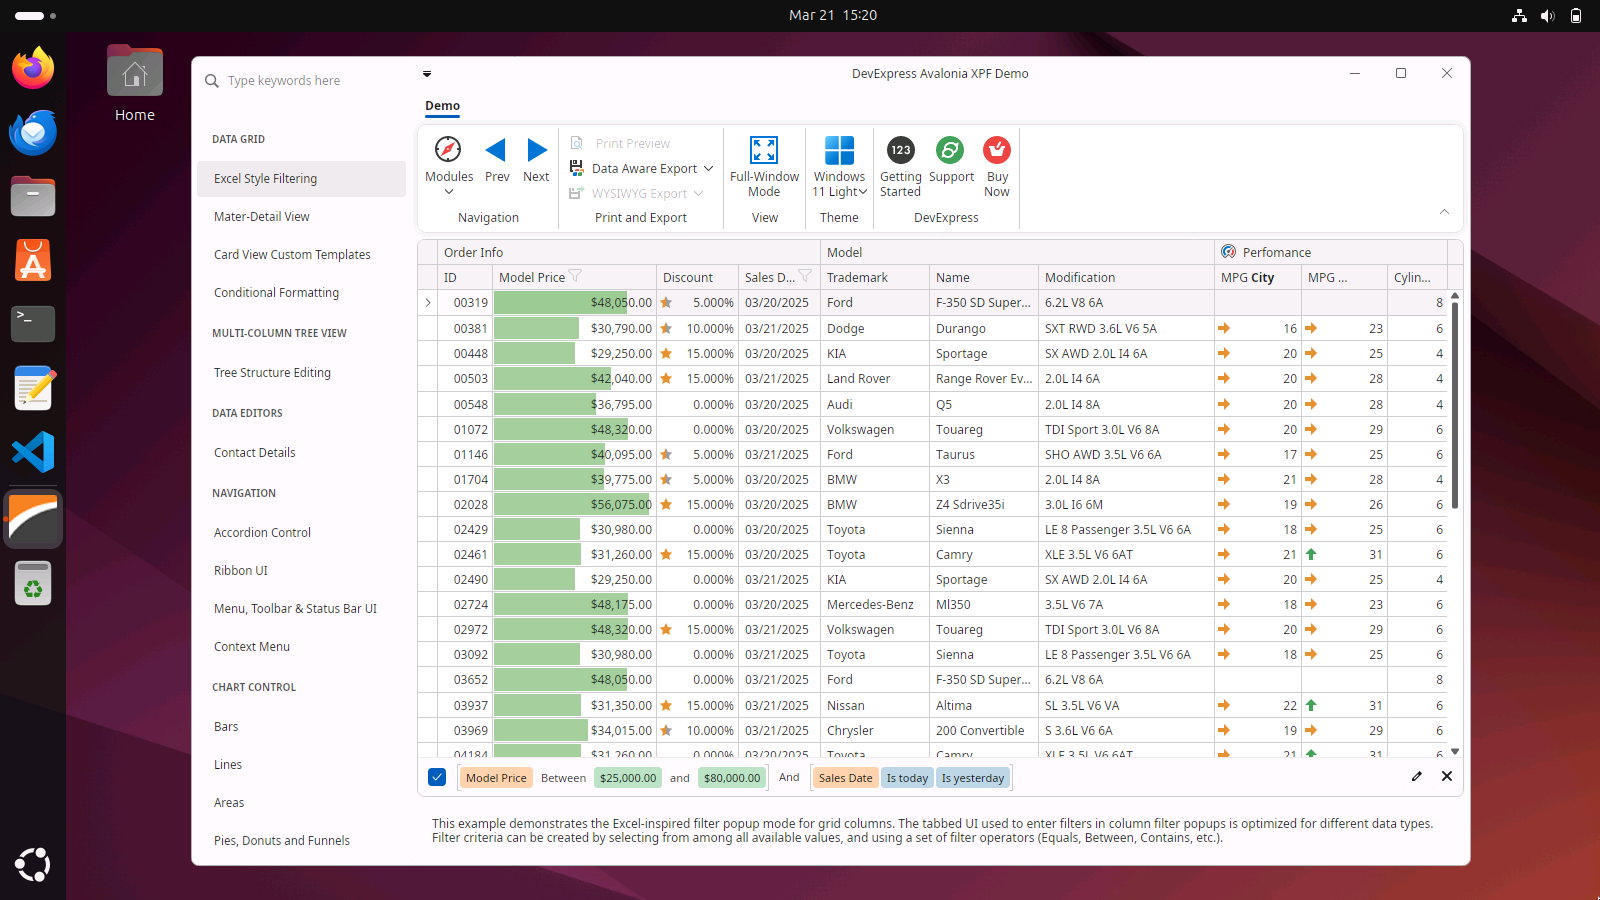 Mar 21 15:20
Home
Type keywords here
DevExpress Avalonia XPF Demo
Demo
DATA GRID
Excel Style Filtering
Mater-Detail View
Card View Custom Templates
Conditional Formatting
MULTI-COLUMN TREE VIEW
Tree Structure Editing
DATA EDITORS
Contact Details
NAVIGATION
Accordion Control
Ribbon UI
Menu, Toolbar & Status Bar UI
Context Menu
CHART CONTROL
Bars
Lines
Areas
Pies, Donuts and Funnels
Modules
Prev
Next
Navigation
Print Preview
Data Aware Export
WYSIWYG Export
Print and Export
Full-Window
Mode
View
Windows
11 Light
Theme
123
Getting
Started
Support
Buy
Now
DevExpress
Order Info Model Perfomance
ID Model Price Discount Sales D... Trademark Name Modification MPG City MPG ... Cylin...
00319 $48,050.00 5.000% 03/20/2025 Ford F-350 SD Super... 6.2L V8 6A 8
00381 $30,790.00 10.000% 03/21/2025 Dodge Durango SXT RWD 3.6L V6 5A 16 23 6
00448 $29,250.00 15.000% 03/20/2025 KIA Sportage SX AWD 2.0L I4 6A 20 25 4
00503 $42,040.00 15.000% 03/21/2025 Land Rover Range Rover Ev... 2.0L I4 6A 20 28 4
00548 $36,795.00 0.000% 03/20/2025 Audi Q5 2.0L I4 8A 20 28 4
01072 $48,320.00 0.000% 03/20/2025 Volkswagen Touareg TDI Sport 3.0L V6 8A 20 29 6
01146 $40,095.00 5.000% 03/21/2025 Ford Taurus SHO AWD 3.5L V6 6A 17 25 6
01704 $39,775.00 5.000% 03/21/2025 BMW X3 2.0L I4 8A 21 28 4
02028 $56,075.00 15.000% 03/21/2025 BMW Z4 Sdrive35i 3.0L I6 6M 19 26 6
02429 $30,980.00 0.000% 03/20/2025 Toyota Sienna LE 8 Passenger 3.5L V6 6A 18 25 6
02461 $31,260.00 15.000% 03/20/2025 Toyota Camry XLE 3.5L V6 6AT 21 31 6
02490 $29,250.00 0.000% 03/21/2025 KIA Sportage SX AWD 2.0L I4 6A 20 25 4
02724 $48,175.00 0.000% 03/20/2025 Mercedes-Benz Ml350 3.5L V6 7A 18 23 6
02972 $48,320.00 15.000% 03/21/2025 Volkswagen Touareg TDI Sport 3.0L V6 8A 20 29 6
03092 $30,980.00 0.000% 03/21/2025 Toyota Sienna LE 8 Passenger 3.5L V6 6A 18 25 6
03652 $48,050.00 0.000% 03/21/2025 Ford F-350 SD Super... 6.2L V8 6A 8
03937 $31,350.00 15.000% 03/21/2025 Nissan Altima SL 3.5L V6 VA 22 31 6
03969 $34,015.00 10.000% 03/21/2025 Chrysler 200 Convertible S 3.6L V6 6A 19 29 6
04184 $31,260.00 0.000% 03/20/2025 Toyota Camry XLE 3.5L V6 6AT 21 31 6
Model Price Between $25,000.00 and $80,000.00 And Sales Date Is today Is yesterday
This example demonstrates the Excel-inspired filter popup mode for grid columns. The tabbed UI used to enter filters in column filter popups is optimized for different data types.
Filter criteria can be created by selecting from among all available values, and using a set of filter operators (Equals, Between, Contains, etc.).